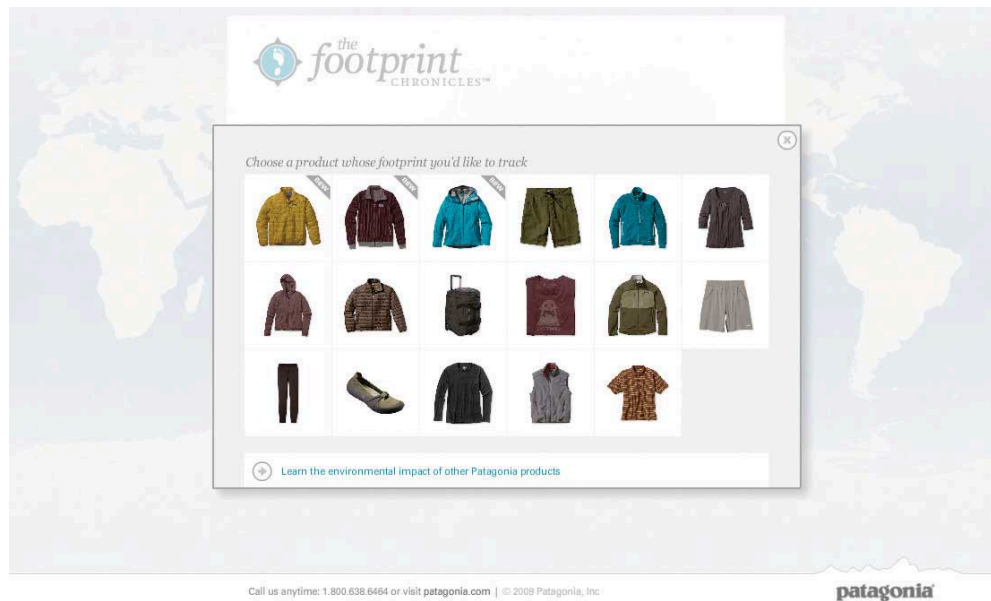 the
footprint
CHRONICLES™
Choose a product whose footprint you'd like to track
new
new
new
Learn the environmental impact of other Patagonia products
Call us anytime: 1.800.638.6464 or visit patagonia.com | © 2009 Patagonia, Inc
patagonia